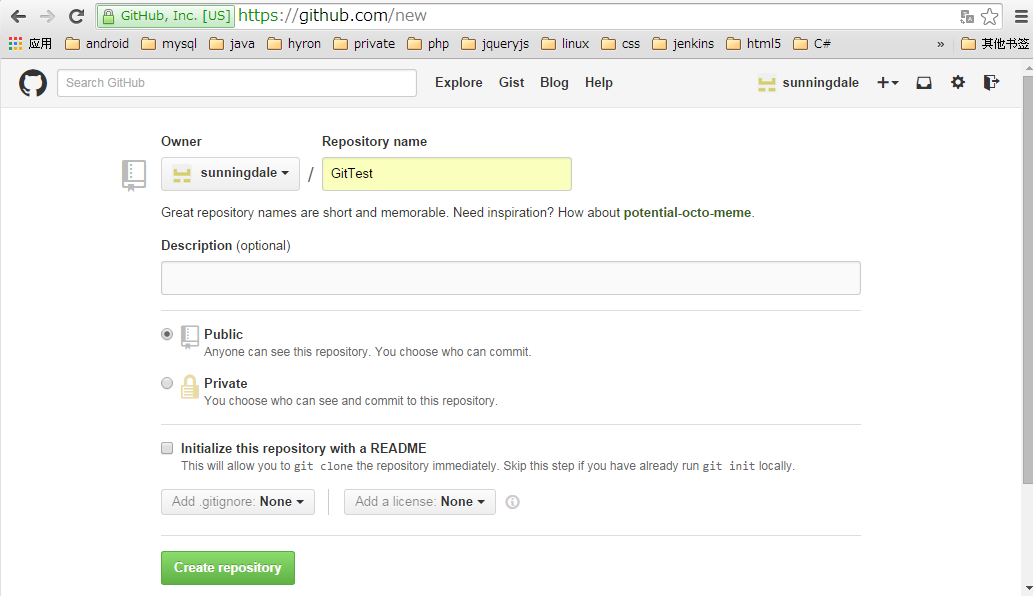 GitHub, Inc. [US] https://github.com/new
应用 android mysql java hyron private php jqueryjs linux css jenkins html5 C# » 其他书签
Search GitHub Explore Gist Blog Help sunningdale
Owner Repository name
sunningdale / GitTest
Great repository names are short and memorable. Need inspiration? How about potential-octo-meme.
Description (optional)
Public
Anyone can see this repository. You choose who can commit.
Private
You choose who can see and commit to this repository.
Initialize this repository with a README
This will allow you to git clone the repository immediately. Skip this step if you have already run git init locally.
Add .gitignore: None Add a license: None
Create repository